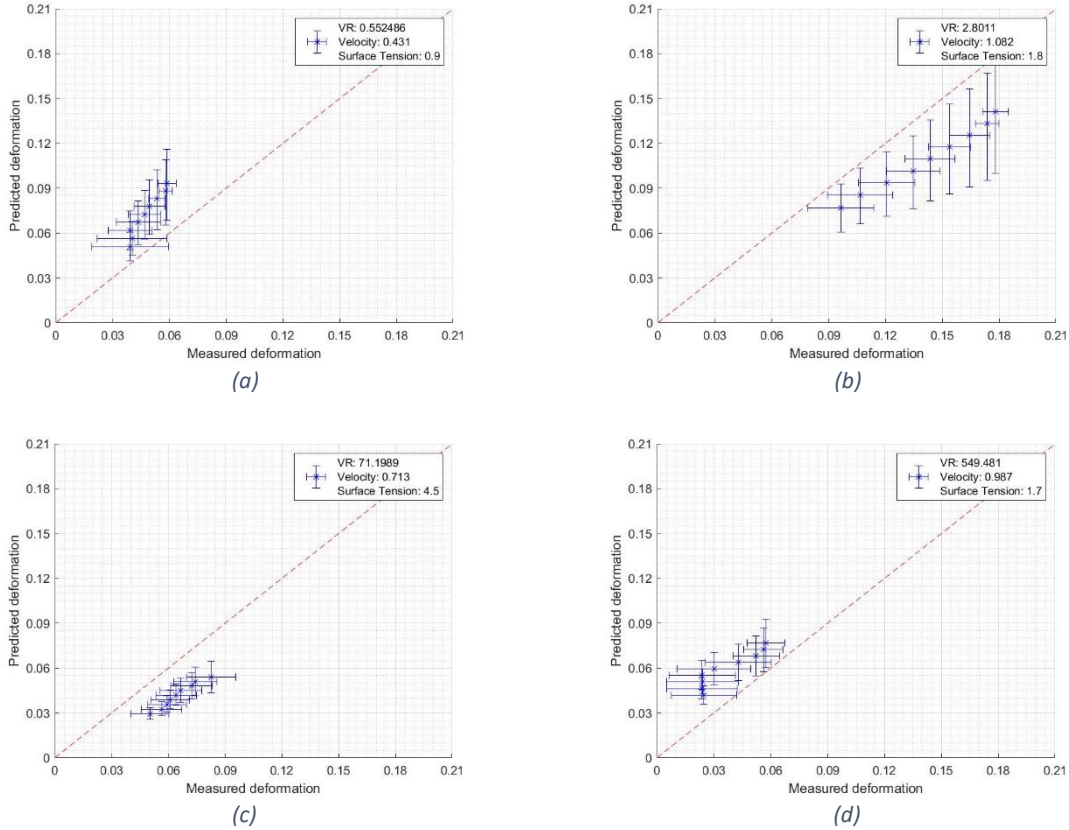 0.21
0.18
0.15
0.12
0.09
0.06
0.03
0
Predicted deformation
VR: 0.552486
Velocity: 0.431
Surface Tension: 0.9
0 0.03 0.06 0.09 0.12 0.15 0.18 0.21
Measured deformation
(a)
0.21
0.18
0.15
0.12
0.09
0.06
0.03
0
Predicted deformation
VR: 2.8011
Velocity: 1.082
Surface Tension: 1.8
0 0.03 0.06 0.09 0.12 0.15 0.18 0.21
Measured deformation
(b)
0.21
0.18
0.15
0.12
0.09
0.06
0.03
0
Predicted deformation
VR: 71.1989
Velocity: 0.713
Surface Tension: 4.5
0 0.03 0.06 0.09 0.12 0.15 0.18 0.21
Measured deformation
(c)
0.21
0.18
0.15
0.12
0.09
0.06
0.03
0
Predicted deformation
VR: 549.481
Velocity: 0.987
Surface Tension: 1.7
0 0.03 0.06 0.09 0.12 0.15 0.18 0.21
Measured deformation
(d)